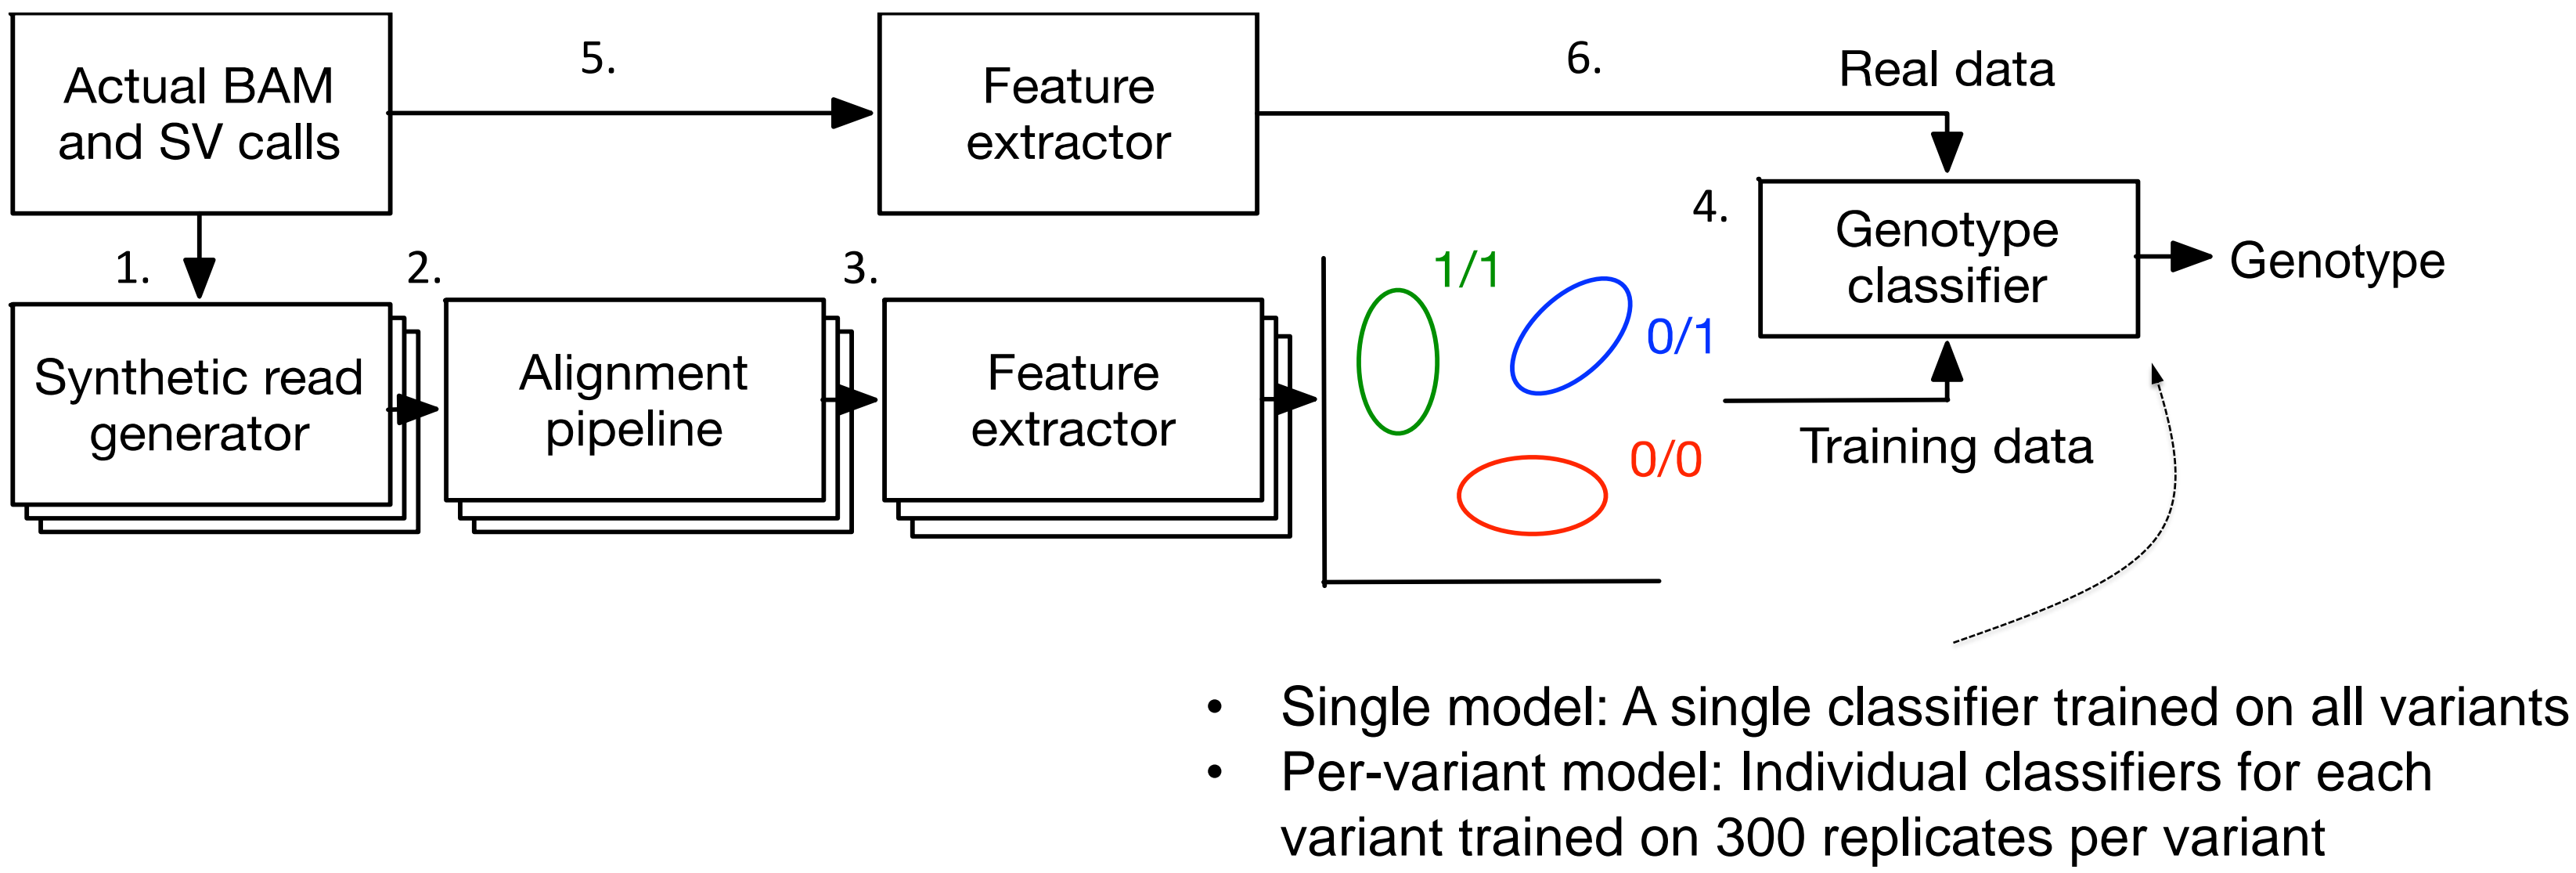 Actual BAM
and SV calls
5.
Feature
extractor
6.
Real data
4.
Genotype
classifier
Genotype
1.
2.
3.
Synthetic read
generator
Alignment
pipeline
Feature
extractor
1/1
0/1
0/0
Training data
• Single model: A single classifier trained on all variants
• Per-variant model: Individual classifiers for each
variant trained on 300 replicates per variant